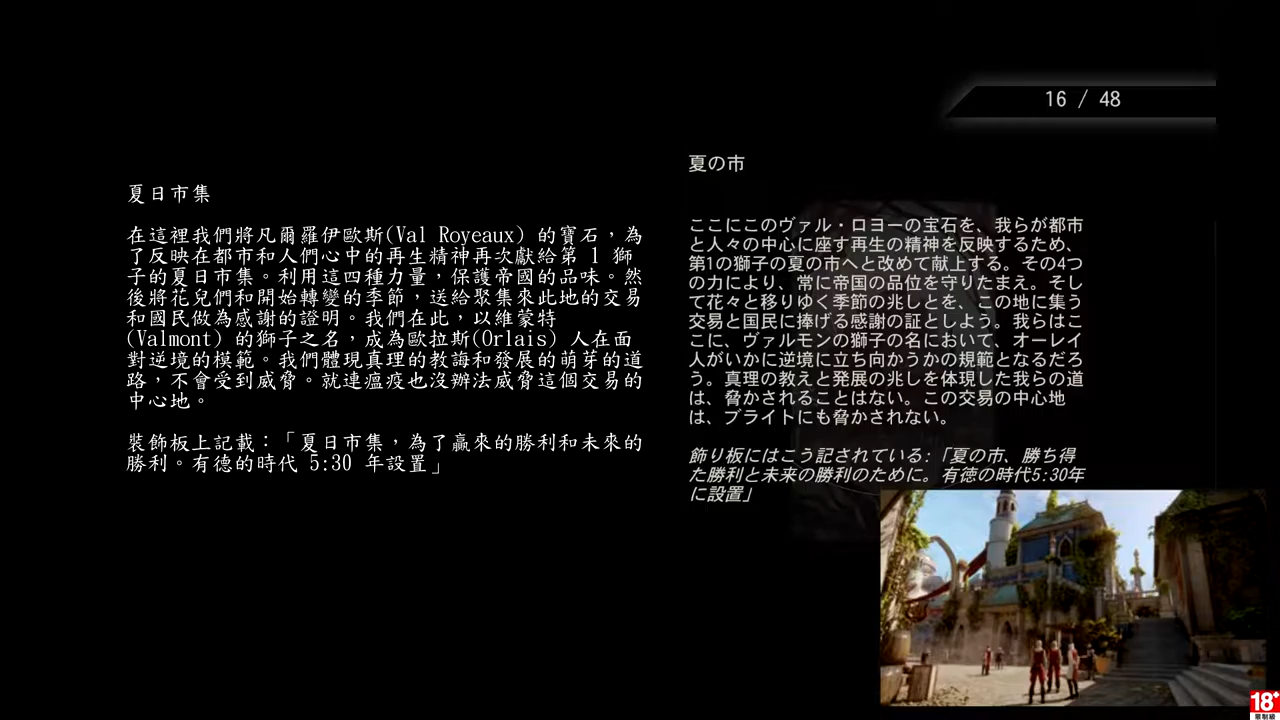 16 / 48
夏日市集
在這裡我們將凡爾羅伊歐斯(Val Royeaux) 的寶石，為
了反映在都市和人們心中的再生精神再次獻給第 1 獅
子的夏日市集。利用這四種力量，保護帝國的品味。然
後將花兒們和開始轉變的季節，送給聚集來此地的交易
和國民做為感謝的證明。我們在此，以維蒙特
(Valmont) 的獅子之名，成為歐拉斯(Orlais) 人在面
對逆境的模範。我們體現真理的教誨和發展的萌芽的道
路，不會受到威脅。就連瘟疫也沒辦法威脅這個交易的
中心地。
裝飾板上記載：「夏日市集，為了贏來的勝利和未來的
勝利。有德的時代 5:30 年設置」
夏の市
ここにこのヴァル・ロヨーの宝石を、我らが都市
と人々の中心に座す再生の精神を反映するため、
第1の獅子の夏の市へと改めて献上する。その4つ
の力により、常に帝国の品位を守りたまえ。そし
て花々と移りゆく季節の兆しとを、この地に集う
交易と国民に捧げる感謝の証としよう。我らはこ
こに、ヴァルモンの獅子の名において、オーレイ
人がいかに逆境に立ち向かうかの規範となるだろ
う。真理の教えと発展の兆しを体現した我らの道
は、脅かされることはない。この交易の中心地
は、ブライトにも脅かされない。
飾り板にはこう記されている:「夏の市、勝ち得
た勝利と未来の勝利のために。有徳の時代5:30年
に設置」
18+
限制級